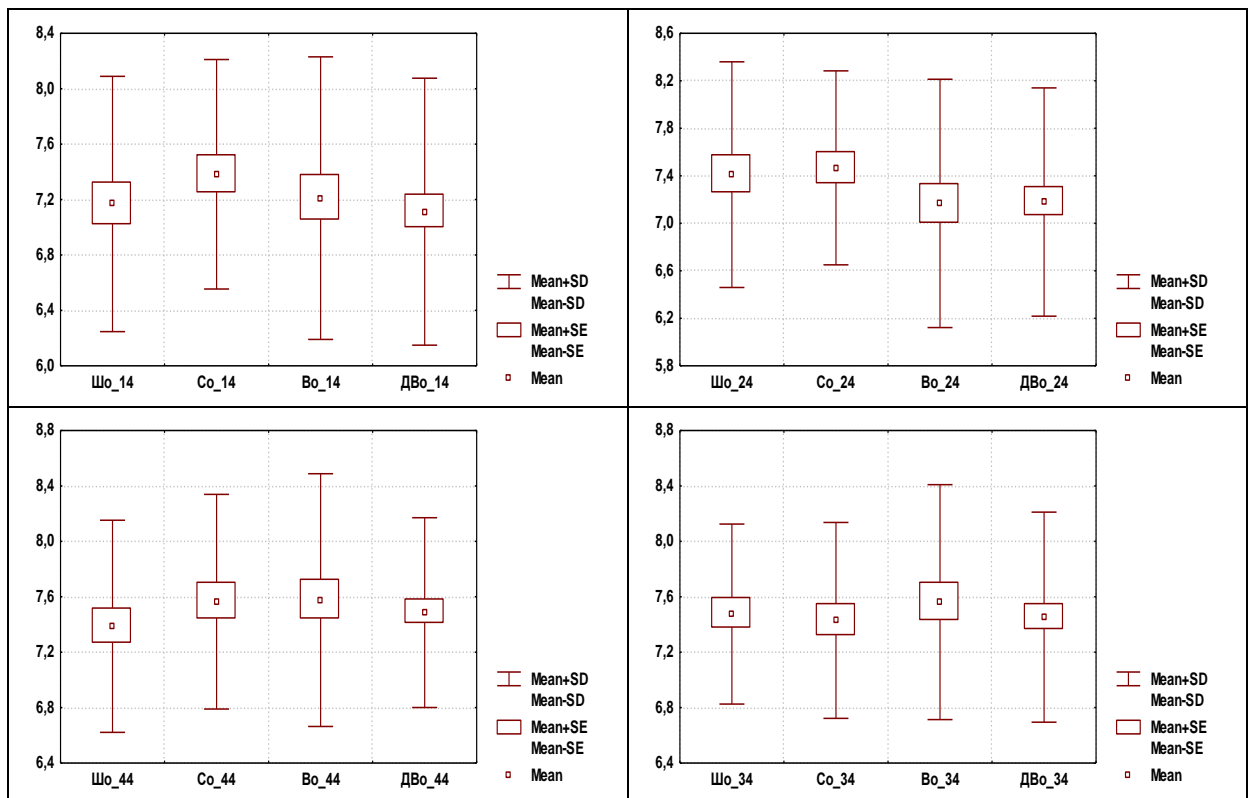 8,4
8,0
7,6
7,2
6,8
6,4
6,0
Шо_14 Со_14 Во_14 ДВо_14
Mean+SD
Mean-SD
Mean+SE
Mean-SE
Mean
8,6
8,2
7,8
7,4
7,0
6,6
6,2
5,8
Шо_24 Со_24 Во_24 ДВо_24
Mean+SD
Mean-SD
Mean+SE
Mean-SE
Mean
8,8
8,4
8,0
7,6
7,2
6,8
6,4
Шо_44 Со_44 Во_44 ДВо_44
Mean+SD
Mean-SD
Mean+SE
Mean-SE
Mean
8,8
8,4
8,0
7,6
7,2
6,8
6,4
Шо_34 Со_34 Во_34 ДВо_34
Mean+SD
Mean-SD
Mean+SE
Mean-SE
Mean